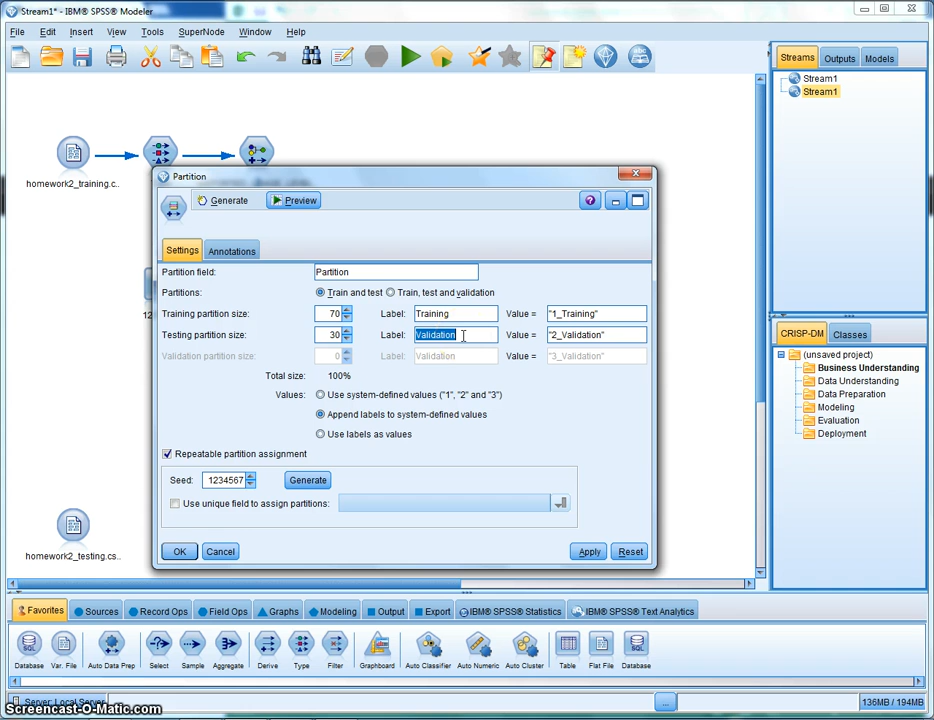 Stream1* - IBM® SPSS® Modeler
File Edit Insert View Tools SuperNode Window Help
Streams Outputs Models
Stream1
Stream1
homework2_training.c..
Partition
Generate Preview
Settings Annotations
Partition field: Partition
Partitions: Train and test Train, test and validation
Training partition size: 70 Label: Training Value = "1_Training"
Testing partition size: 30 Label: Validation Value = "2_Validation"
Validation partition size: 0 Label: Validation Value = "3_Validation"
Total size: 100%
Values: Use system-defined values ("1", "2" and "3")
Append labels to system-defined values
Use labels as values
Repeatable partition assignment
Seed: 1234567 Generate
Use unique field to assign partitions:
OK Cancel Apply Reset
12
homework2_testing.cs..
CRISP-DM Classes
(unsaved project)
Business Understanding
Data Understanding
Data Preparation
Modeling
Evaluation
Deployment
Favorites Sources Record Ops Field Ops Graphs Modeling Output Export IBM® SPSS® Statistics IBM® SPSS® Text Analytics
Database Var. File Auto Data Prep Select Sample Aggregate Derive Type Filter Graphboard Auto Classifier Auto Numeric Auto Cluster Table Flat File Database
Server: Local Server
... 136MB / 194MB
Screencast-O-Matic.com